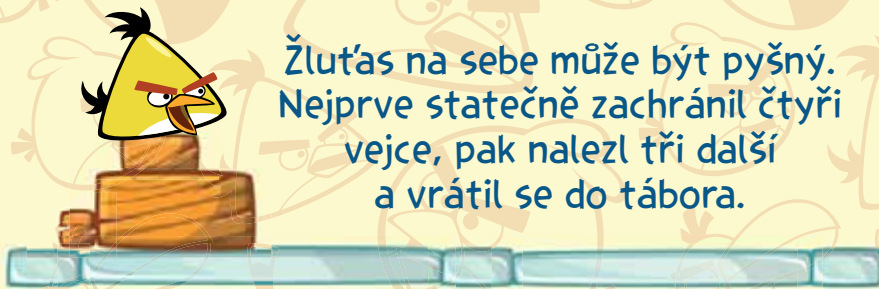 Žluťas na sebe může být pyšný.
Nejprve statečně zachránil čtyři
vejce, pak nalezl tři další
a vrátil se do tábora.